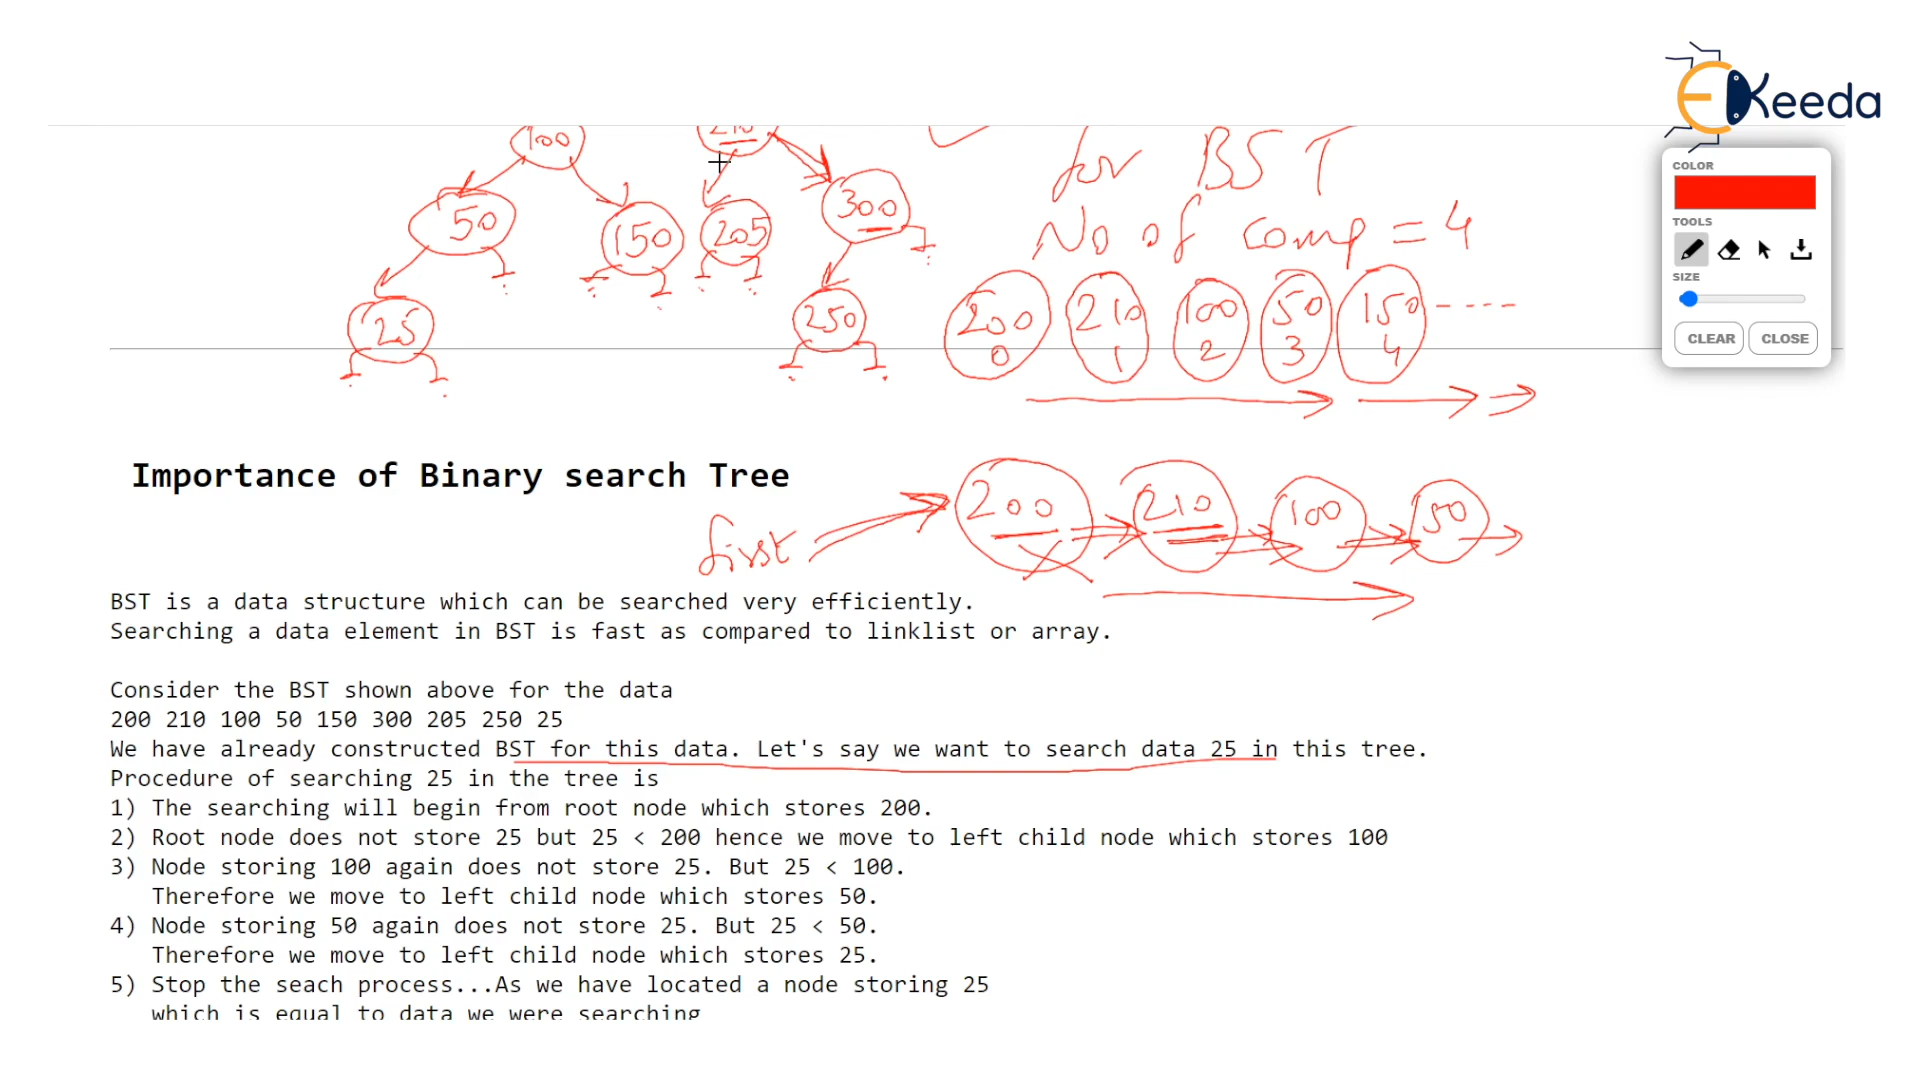 Keeda
100 210 for BST
COLOR
50 150 205 300 No of comp = 4
TOOLS
SIZE
25 250 200 210 100 50 150 ----
0 1 2 3 4
CLEAR CLOSE
Importance of Binary search Tree
first 200 210 100 50
BST is a data structure which can be searched very efficiently.
Searching a data element in BST is fast as compared to linklist or array.
Consider the BST shown above for the data
200 210 100 50 150 300 205 250 25
We have already constructed BST for this data. Let's say we want to search data 25 in this tree.
Procedure of searching 25 in the tree is
1) The searching will begin from root node which stores 200.
2) Root node does not store 25 but 25 < 200 hence we move to left child node which stores 100
3) Node storing 100 again does not store 25. But 25 < 100.
Therefore we move to left child node which stores 50.
4) Node storing 50 again does not store 25. But 25 < 50.
Therefore we move to left child node which stores 25.
5) Stop the seach process...As we have located a node storing 25
which is equal to data we were searching